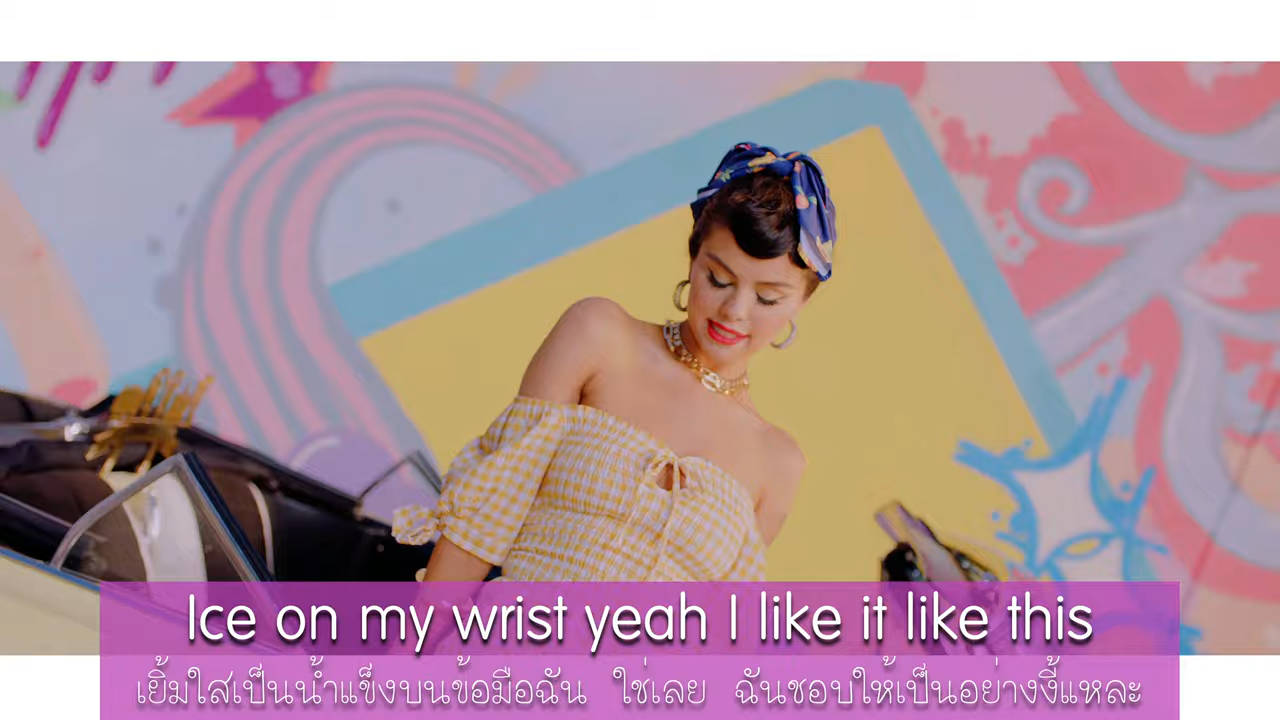 Ice on my wrist yeah I like it like this
เยิ้มใสเป็นน้ำแข็งบนข้อมือฉัน ใช่เลย ฉันชอบให้เป็นอย่างงี้แหละ